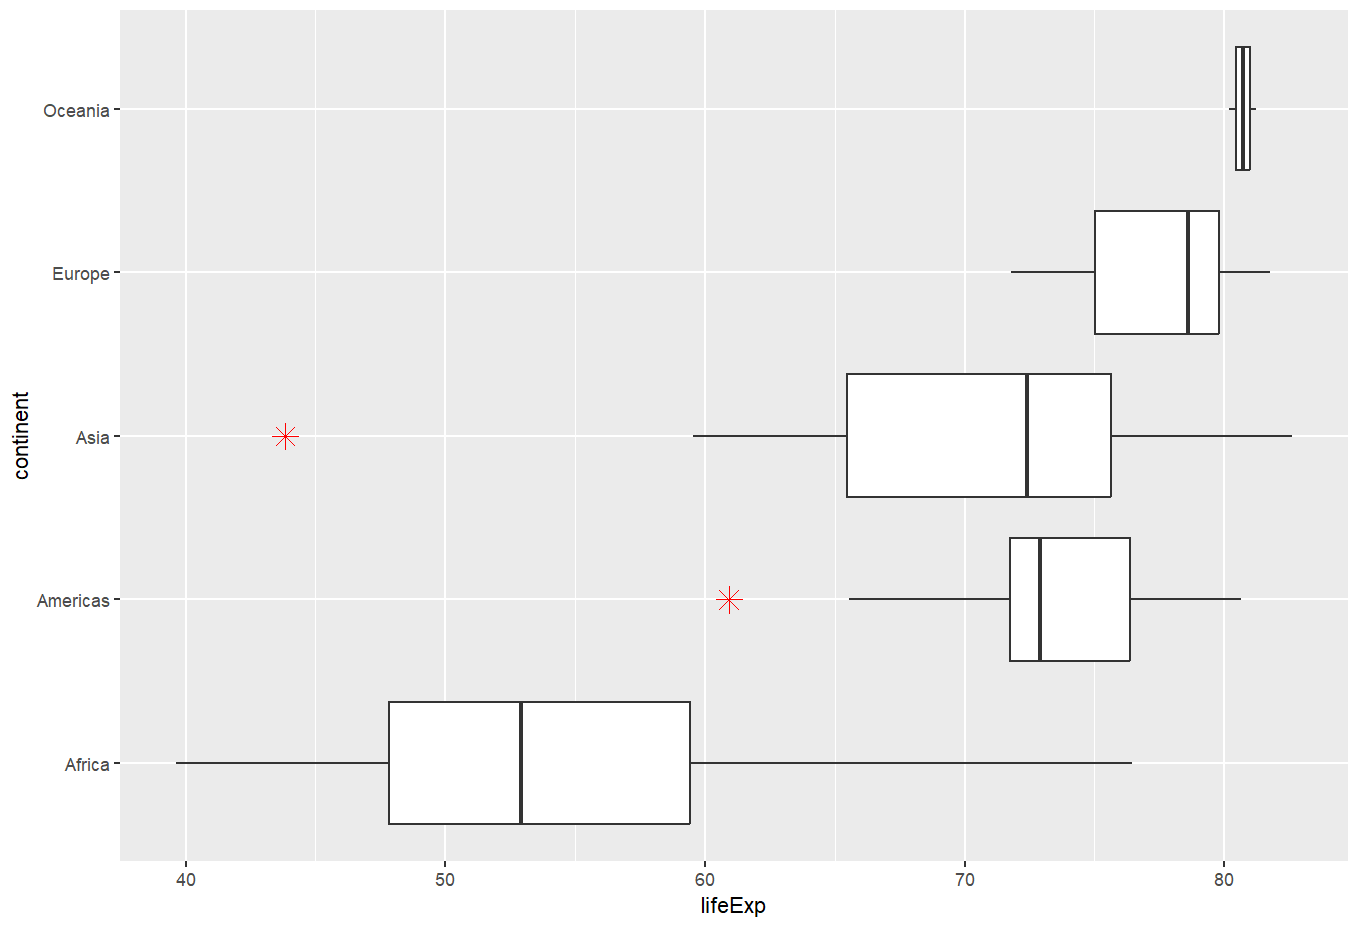 Oceania
Europe
Asia
Americas
Africa
continent
40 50 60 70 80
lifeExp